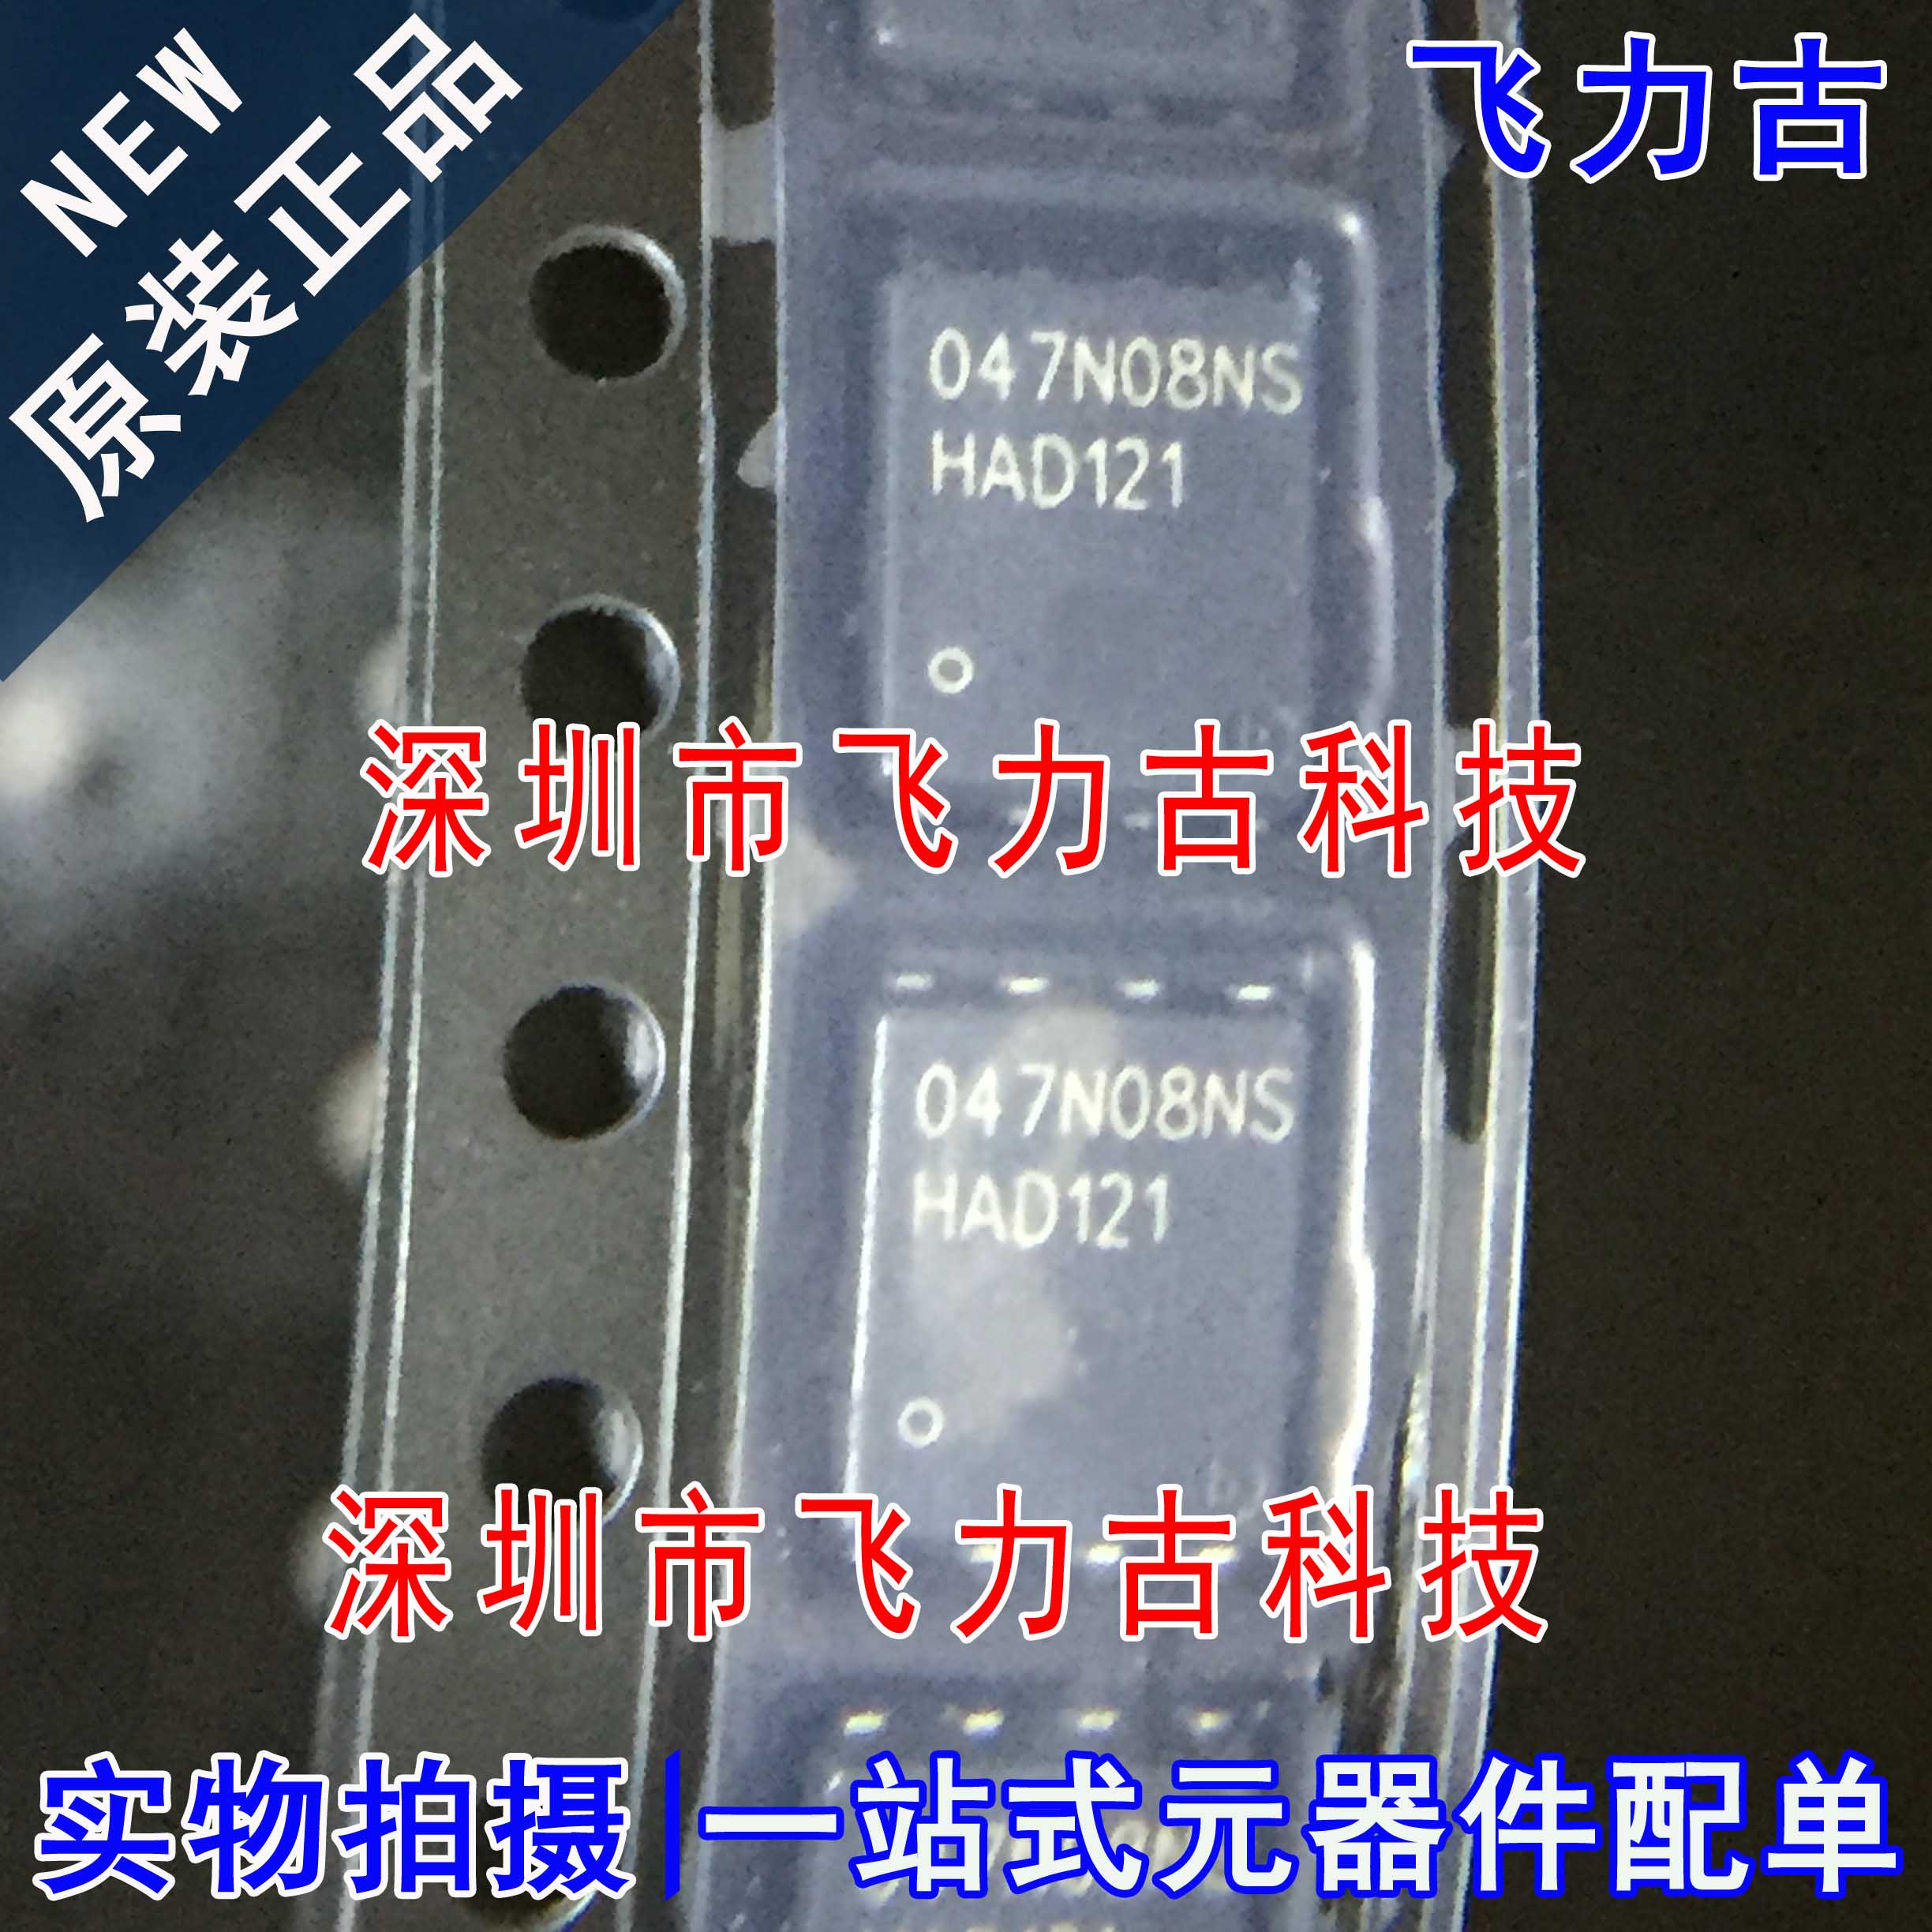 NEW
原装正品
飞力古
047N08NS
HAD121
深圳市飞力古科技
047N08NS
HAD121
深圳市飞力古科技
实物拍摄|一站式元器件配单